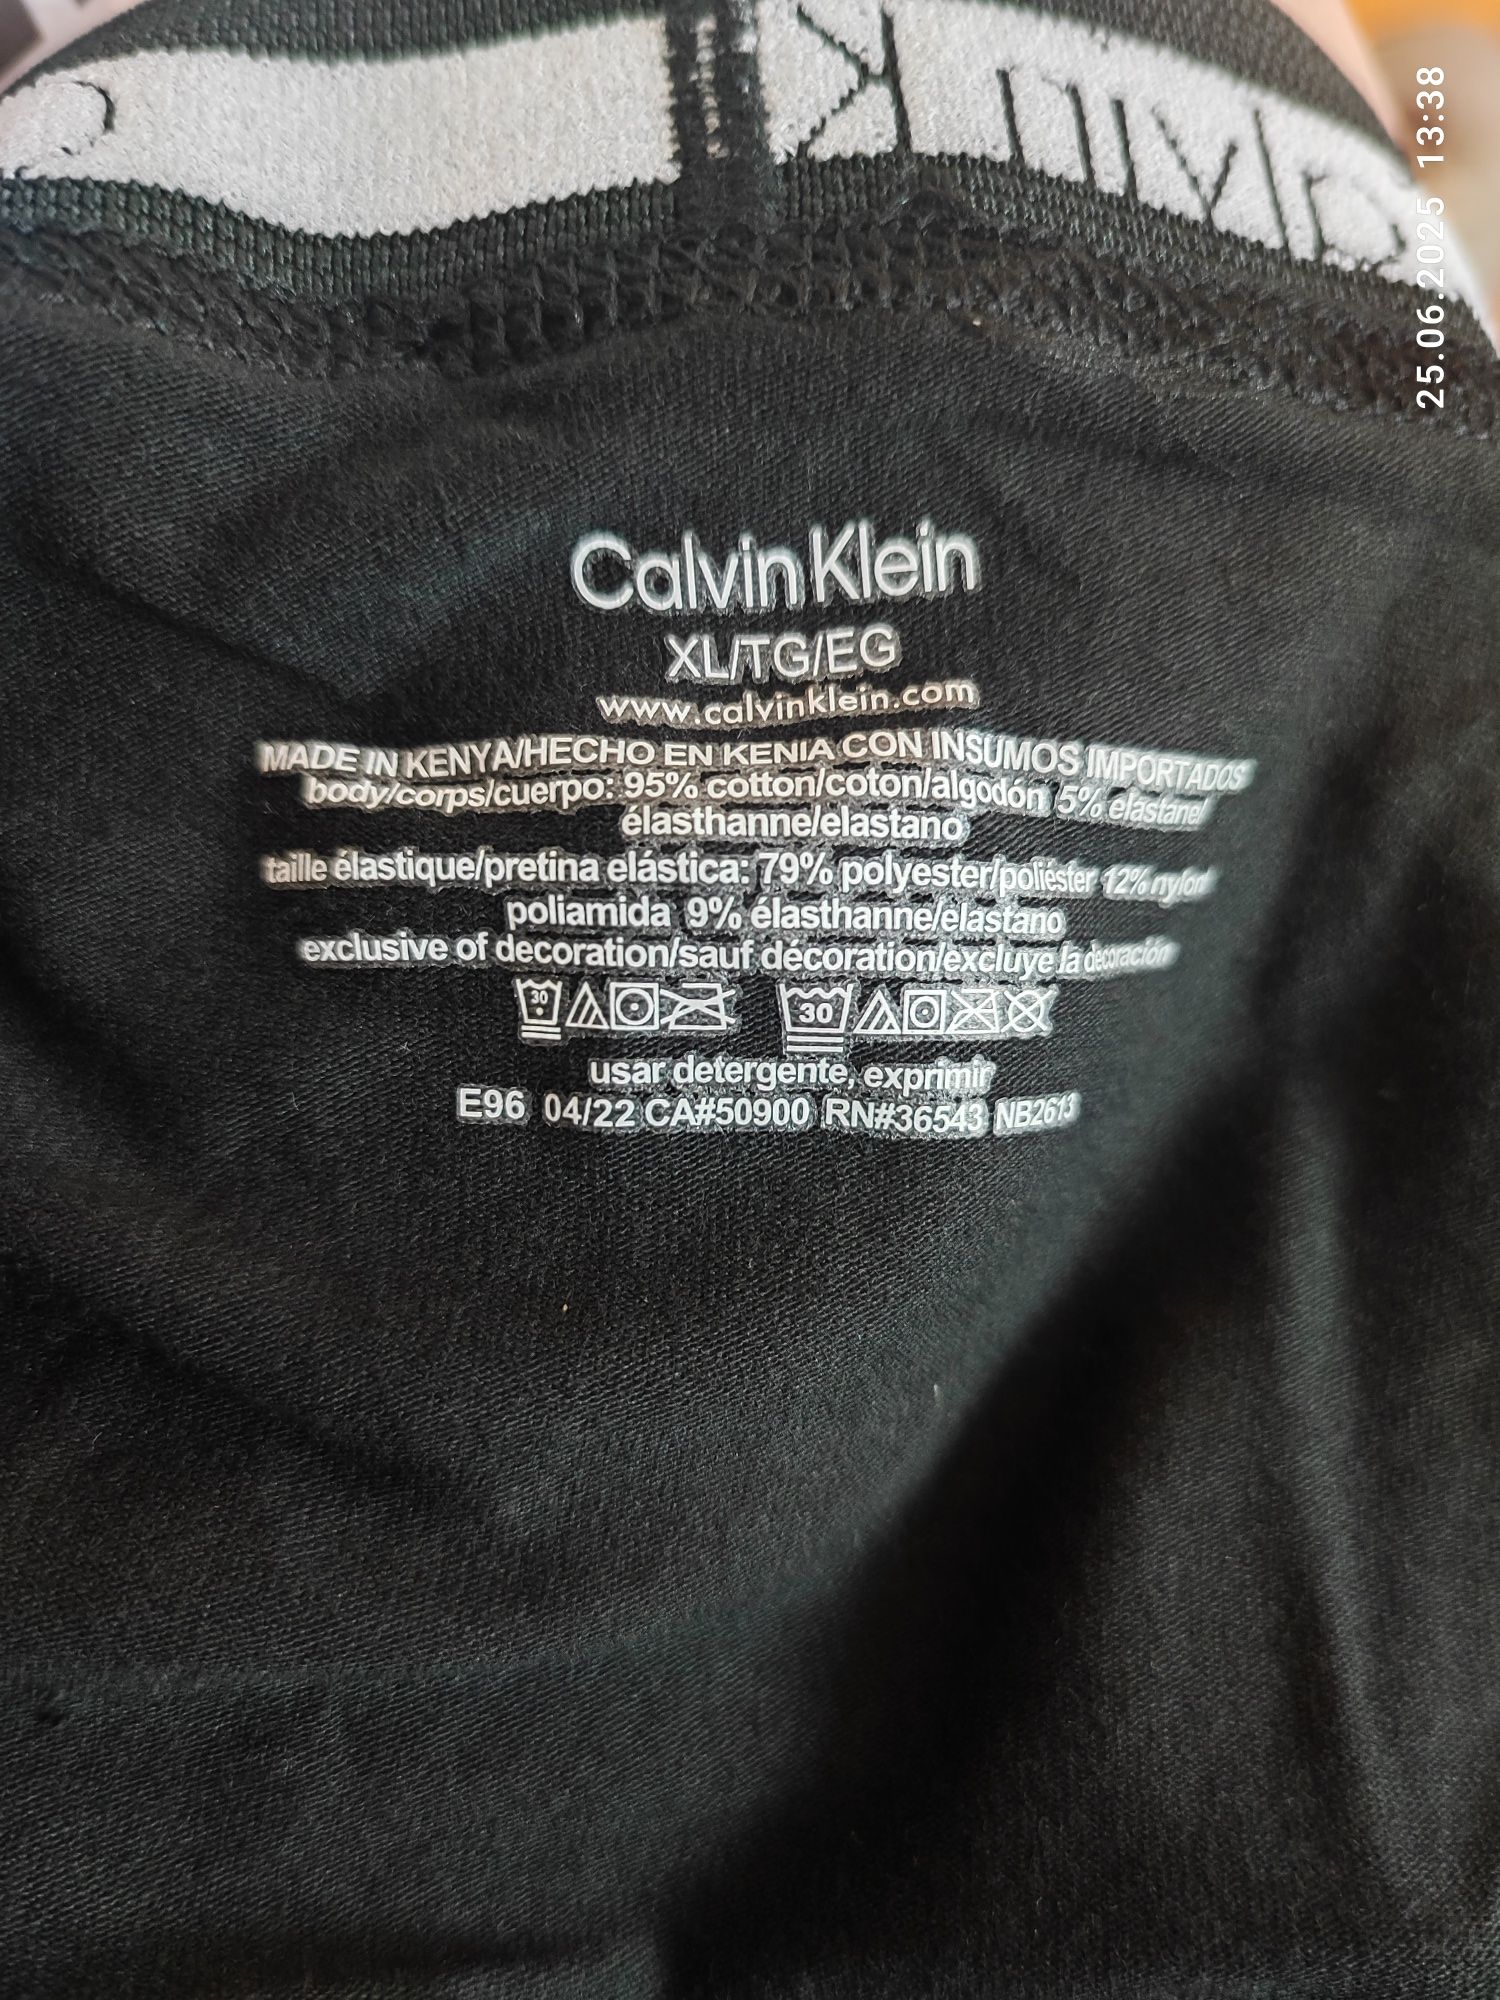 25.06.2025 13:38
Calvin Klein
XL/TG/EG
www.calvinklein.com
MADE IN KENYA/HECHO EN KENIA CON INSUMOS IMPORTADOS
body/corps/cuerpo: 95% cotton/coton/algodón 5% elastane/
élasthanne/elastano
taille élastique/pretina elástica: 79% polyester/poliéster 12% nylon/
poliamida 9% élasthanne/elastano
exclusive of decoration/sauf décoration/excluye la decoración
30 30
usar detergente, exprimir
E96 04/22 CA#50900 RN#36543 NB2613